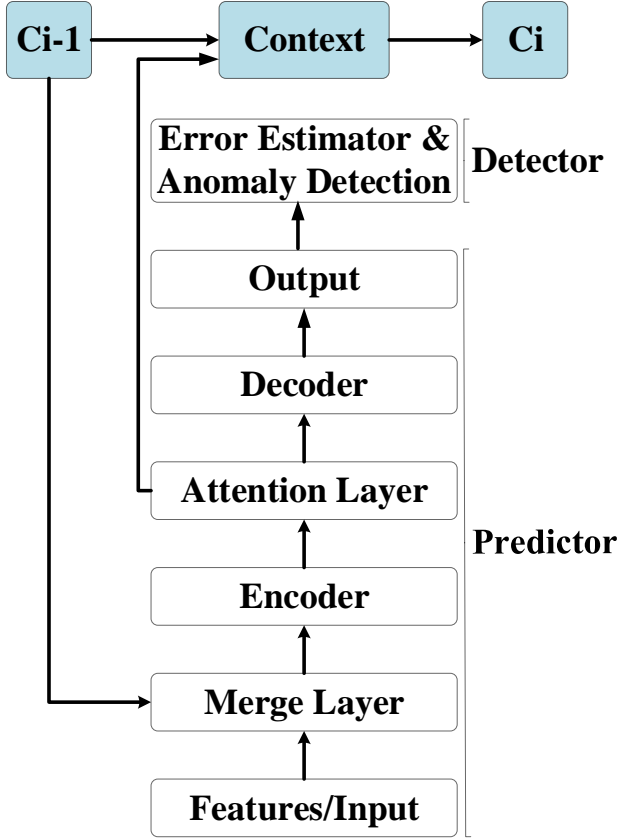 Ci-1
Context
Ci
Error Estimator &
Anomaly Detection
Detector
Output
Decoder
Attention Layer
Predictor
Encoder
Merge Layer
Features/Input